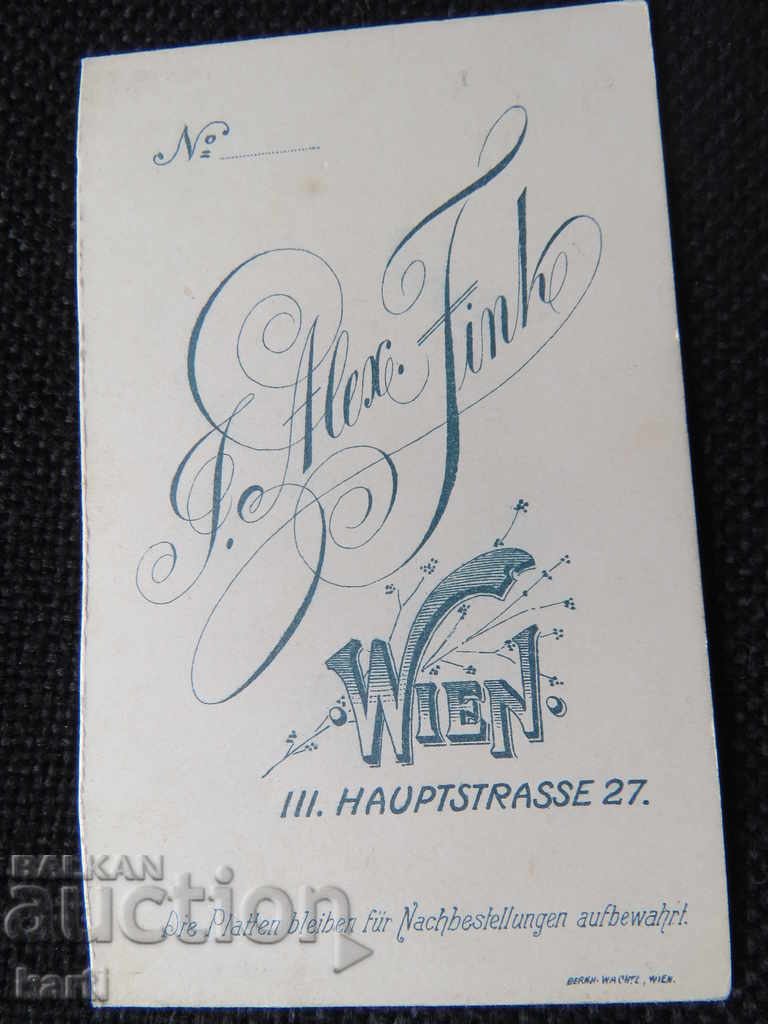 Nº
J. Alex. Fink
WIEN.
III. HAUPTSTRASSE 27.
Die Platten bleiben für Nachbestellungen aufbewahrt.
BERNH. WACHTL, WIEN.
BALKAN
auction
karti